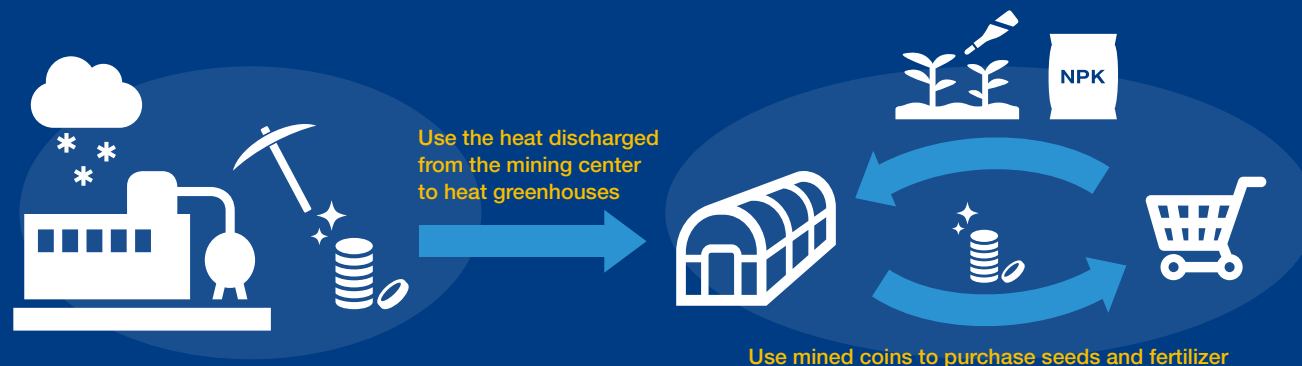 NPK
Use the heat discharged
from the mining center
to heat greenhouses
Use mined coins to purchase seeds and fertilizer